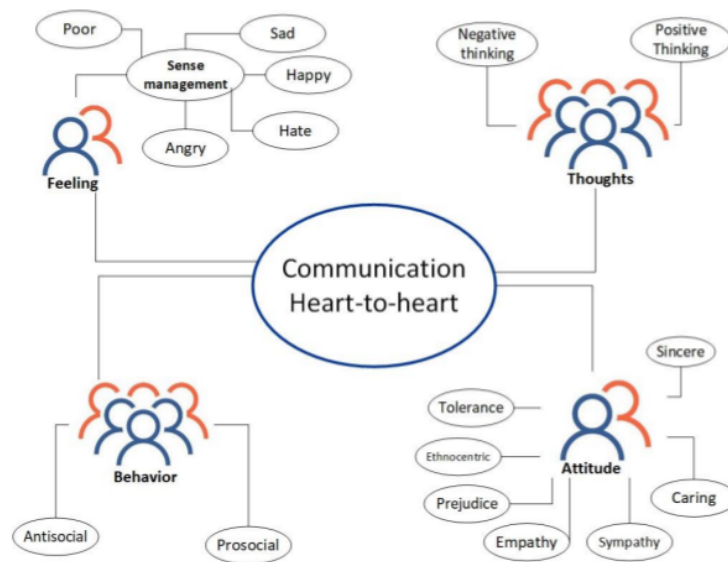 Poor
Sad
Sense
management
Happy
Hate
Angry
Feeling
Negative
thinking
Positive
Thinking
Thoughts
Communication
Heart-to-heart
Behavior
Antisocial
Prosocial
Sincere
Tolerance
Ethnocentric
Attitude
Prejudice
Caring
Empathy
Sympathy